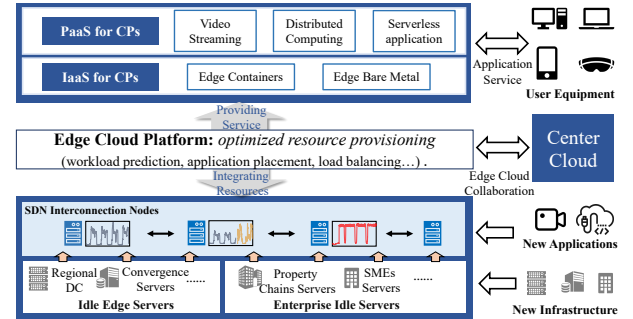 PaaS for CPs
Video
Streaming
Distributed
Computing
Serverless
application
IaaS for CPs
Edge Containers
Edge Bare Metal
Application
Service
User Equipment
Providing
Service
Edge Cloud Platform: optimized resource provisioning
(workload prediction, application placement, load balancing…) .
Integrating
Resources
Edge Cloud
Collaboration
Center
Cloud
SDN Interconnection Nodes
New Applications
Regional
DC
Convergence
Servers
......
Idle Edge Servers
Property
Chains Servers
SMEs
Servers
......
Enterprise Idle Servers
New Infrastructure